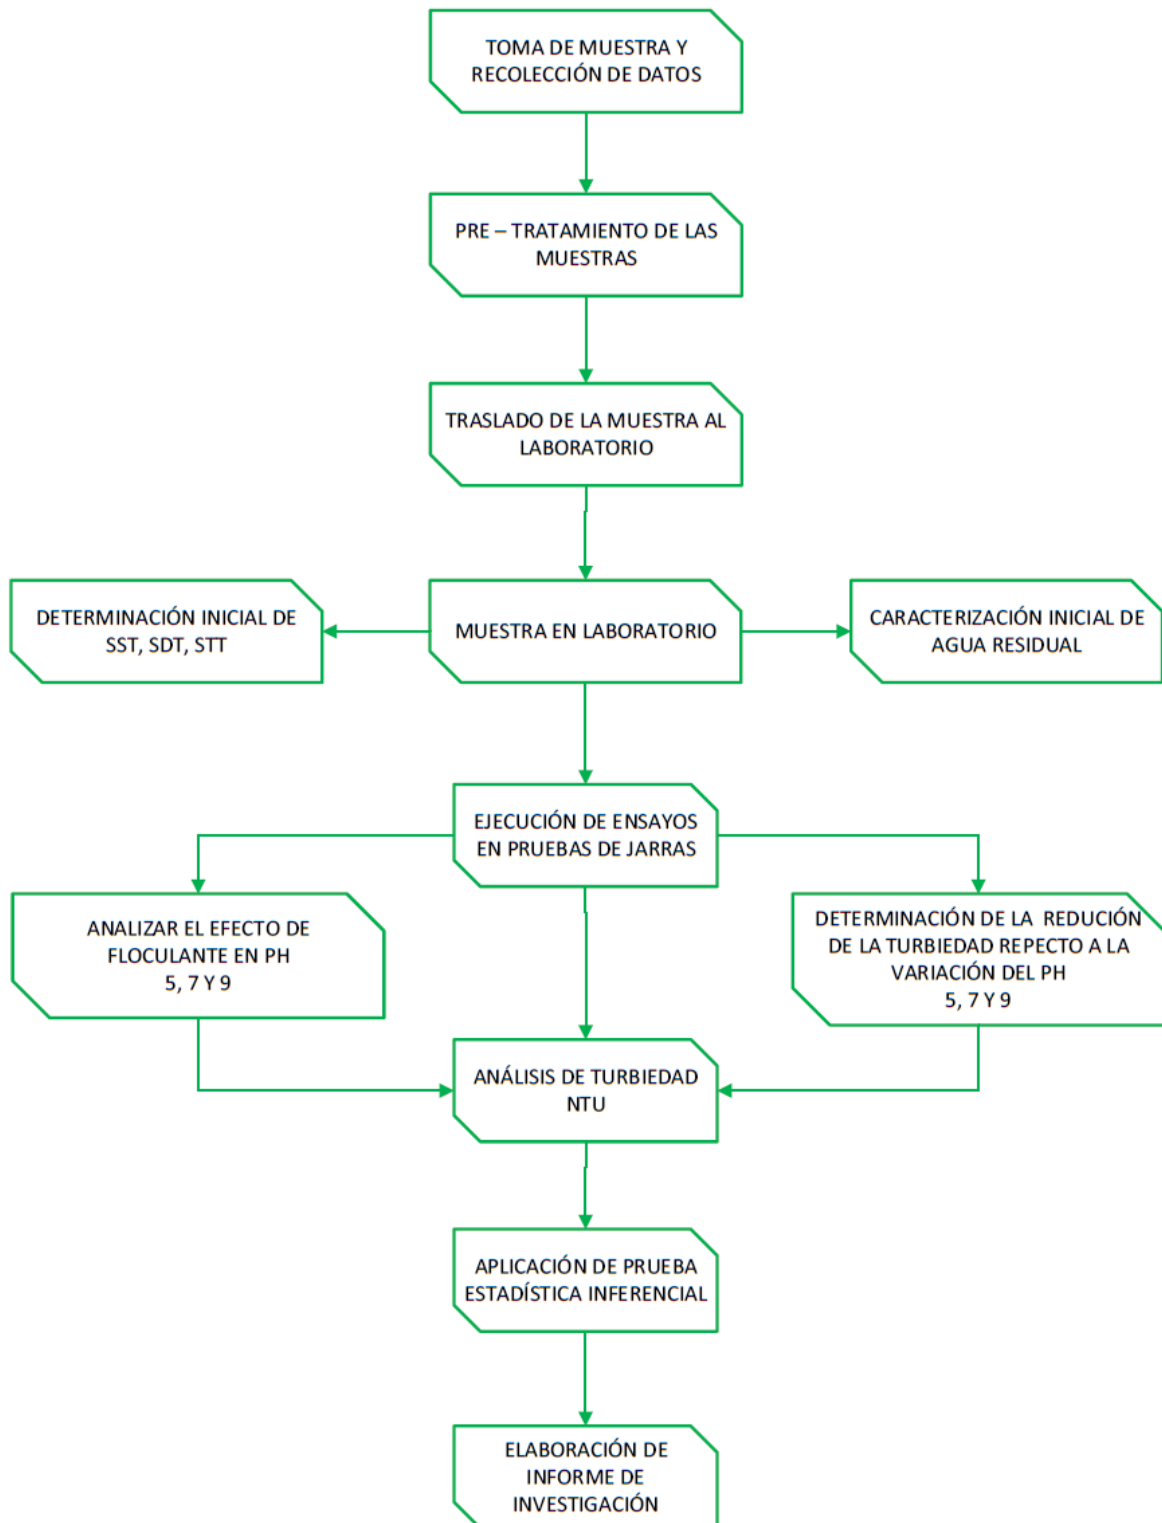 TOMA DE MUESTRA Y
RECOLECCIÓN DE DATOS
PRE – TRATAMIENTO DE LAS
MUESTRAS
TRASLADO DE LA MUESTRA AL
LABORATORIO
DETERMINACIÓN INICIAL DE
SST, SDT, STT
MUESTRA EN LABORATORIO
CARACTERIZACIÓN INICIAL DE
AGUA RESIDUAL
EJECUCIÓN DE ENSAYOS
EN PRUEBAS DE JARRAS
ANALIZAR EL EFECTO DE
FLOCULANTE EN PH
5, 7 Y 9
DETERMINACIÓN DE LA REDUCIÓN
DE LA TURBIEDAD REPECTO A LA
VARIACIÓN DEL PH
5, 7 Y 9
ANÁLISIS DE TURBIEDAD
NTU
APLICACIÓN DE PRUEBA
ESTADÍSTICA INFERENCIAL
ELABORACIÓN DE
INFORME DE
INVESTIGACIÓN